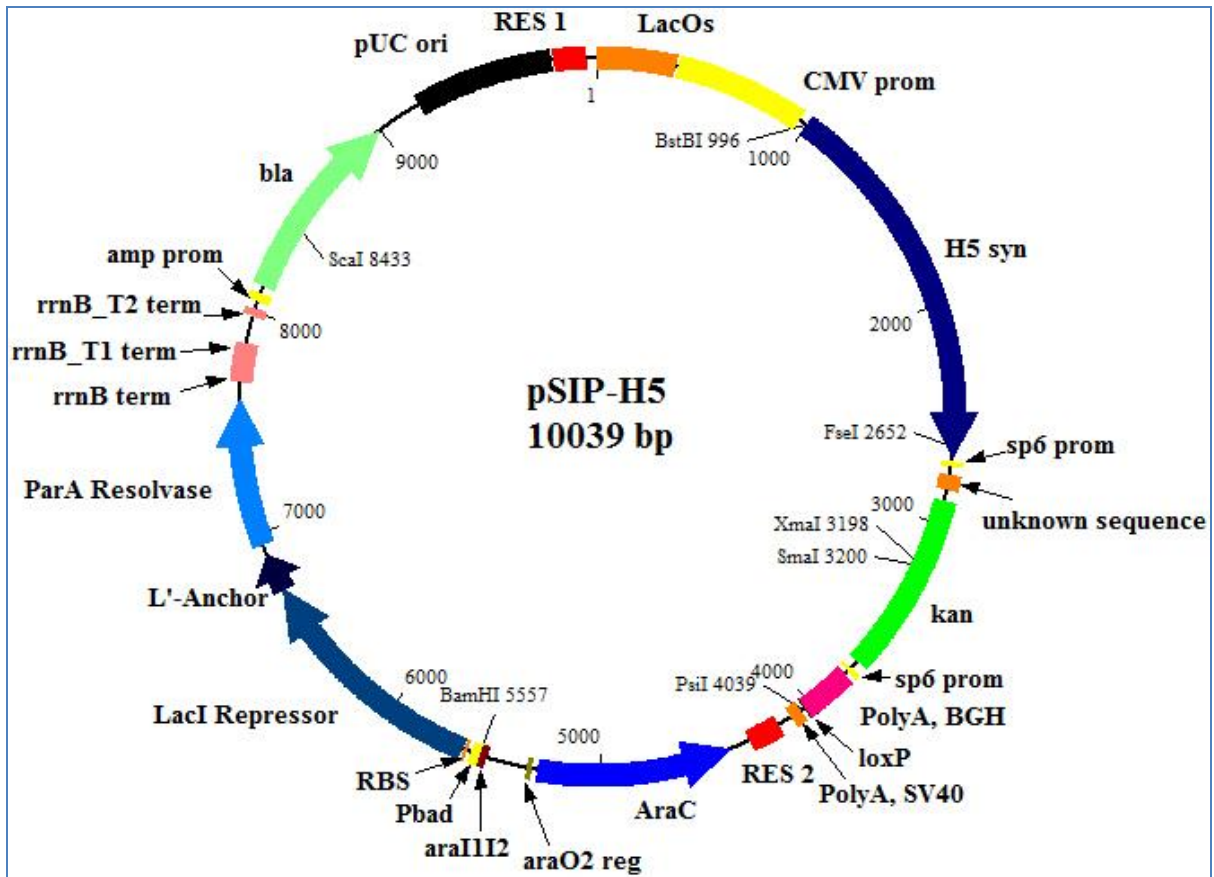 RES 1
LacOs
pUC ori
CMV prom
1
BstBI 996
1000
9000
bla
H5 syn
ScaI 8433
amp prom
rrnB_T2 term
8000
2000
rrnB_T1 term
rrnB term
pSIP-H5
10039 bp
FseI 2652
sp6 prom
ParA Resolvase
7000
3000
unknown sequence
XmaI 3198
SmaI 3200
L'-Anchor
kan
4000
PsiI 4039
sp6 prom
6000
BamHI 5557
LacI Repressor
PolyA, BGH
5000
loxP
RES 2
RBS
PolyA, SV40
Pbad
AraC
araI1I2
araO2 reg